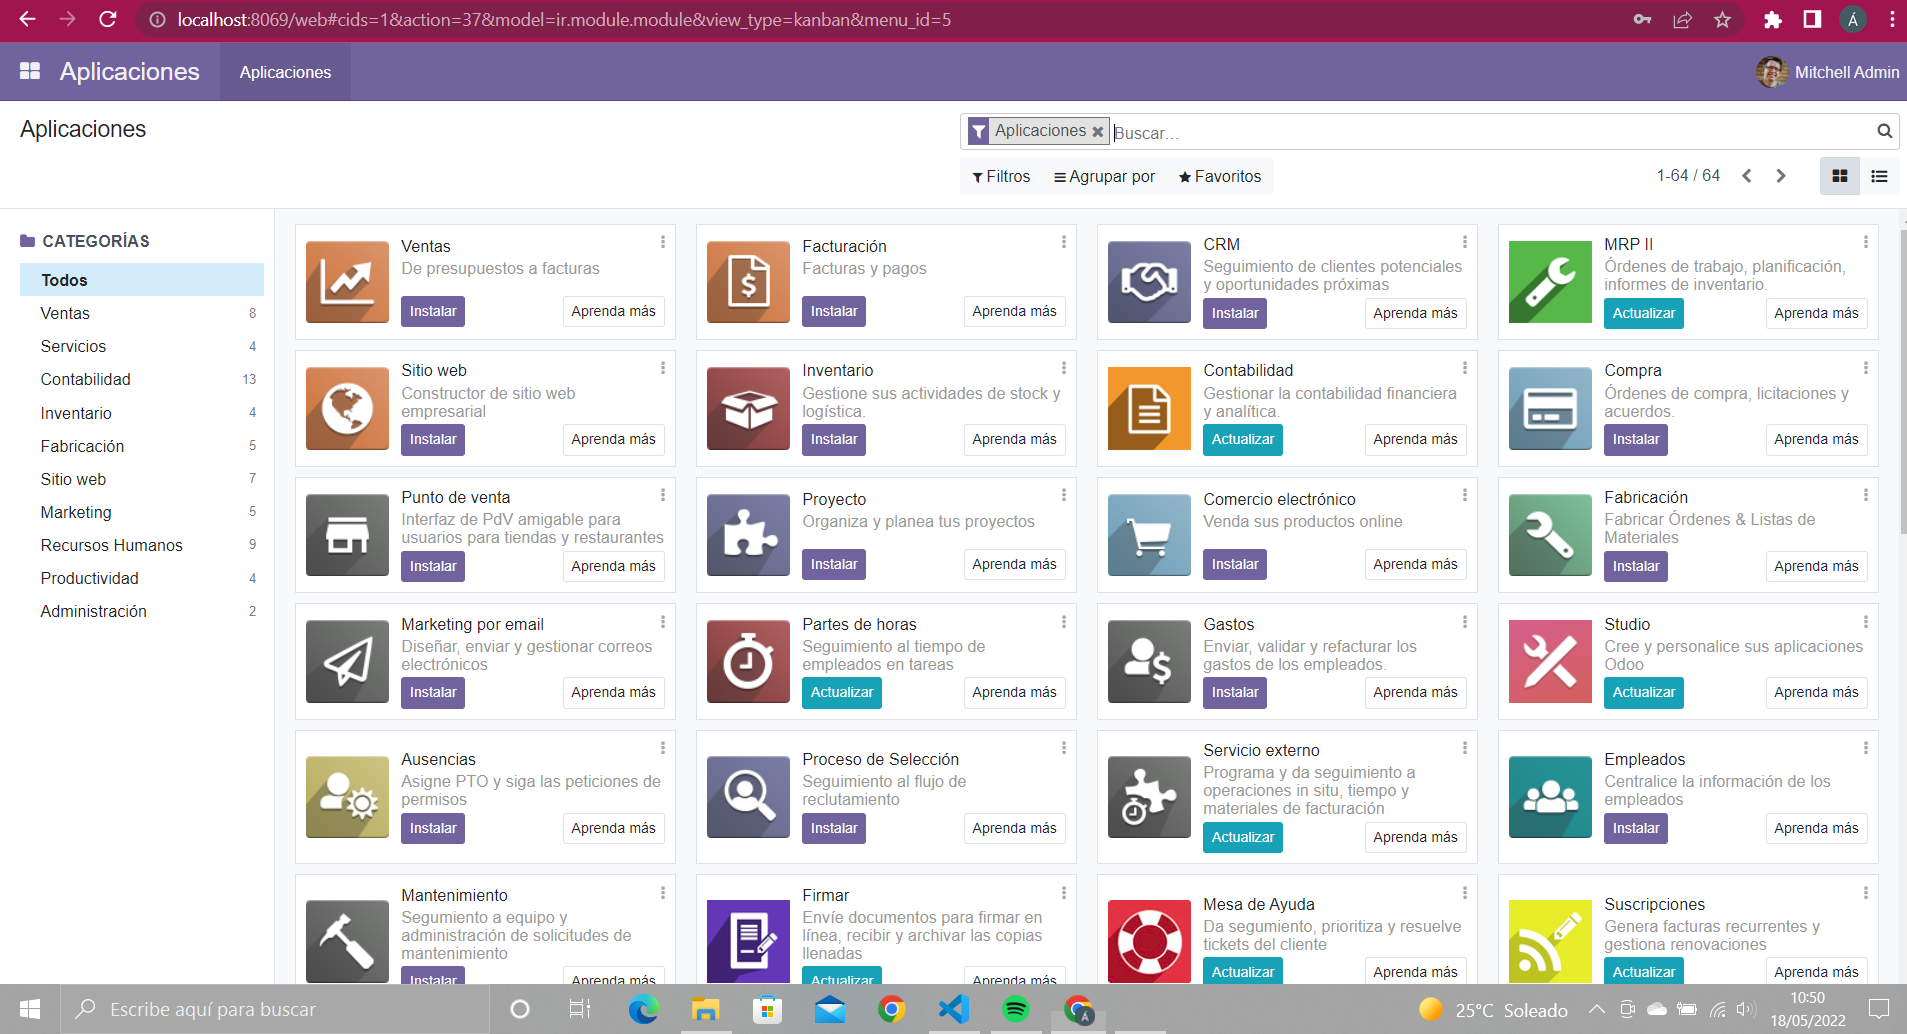 localhost:8069/web#cids=1&action=37&model=ir.module.module&view_type=kanban&menu_id=5
Á
Aplicaciones
Aplicaciones
Mitchell Admin
Aplicaciones
Aplicaciones
Buscar...
Filtros
Agrupar por
Favoritos
1-64 / 64
CATEGORÍAS
Todos
Ventas 8
Servicios 4
Contabilidad 13
Inventario 4
Fabricación 5
Sitio web 7
Marketing 5
Recursos Humanos 9
Productividad 4
Administración 2
Ventas
De presupuestos a facturas
Instalar
Aprenda más
Facturación
Facturas y pagos
Instalar
Aprenda más
CRM
Seguimiento de clientes potenciales
y oportunidades próximas
Instalar
Aprenda más
MRP II
Órdenes de trabajo, planificación,
informes de inventario.
Actualizar
Aprenda más
Sitio web
Constructor de sitio web
empresarial
Instalar
Aprenda más
Inventario
Gestione sus actividades de stock y
logística.
Instalar
Aprenda más
Contabilidad
Gestionar la contabilidad financiera
y analítica.
Actualizar
Aprenda más
Compra
Órdenes de compra, licitaciones y
acuerdos.
Instalar
Aprenda más
Punto de venta
Interfaz de PdV amigable para
usuarios para tiendas y restaurantes
Instalar
Aprenda más
Proyecto
Organiza y planea tus proyectos
Instalar
Aprenda más
Comercio electrónico
Venda sus productos online
Instalar
Aprenda más
Fabricación
Fabricar Órdenes & Listas de
Materiales
Instalar
Aprenda más
Marketing por email
Diseñar, enviar y gestionar correos
electrónicos
Instalar
Aprenda más
Partes de horas
Seguimiento al tiempo de
empleados en tareas
Actualizar
Aprenda más
Gastos
Enviar, validar y refacturar los
gastos de los empleados.
Instalar
Aprenda más
Studio
Cree y personalice sus aplicaciones
Odoo
Actualizar
Aprenda más
Ausencias
Asigne PTO y siga las peticiones de
permisos
Instalar
Aprenda más
Proceso de Selección
Seguimiento al flujo de
reclutamiento
Instalar
Aprenda más
Servicio externo
Programa y da seguimiento a
operaciones in situ, tiempo y
materiales de facturación
Actualizar
Aprenda más
Empleados
Centralice la información de los
empleados
Instalar
Aprenda más
Mantenimiento
Segumiento a equipo y
administración de solicitudes de
mantenimiento
Instalar
Aprenda más
Firmar
Envíe documentos para firmar en
línea, recibir y archivar las copias
llenadas
Actualizar
Aprenda más
Mesa de Ayuda
Da segumiento, prioritiza y resuelve
tickets del cliente
Actualizar
Aprenda más
Suscripciones
Genera facturas recurrentes y
gestiona renovaciones
Actualizar
Aprenda más
Escribe aquí para buscar
Á
25°C Soleado
10:50
18/05/2022